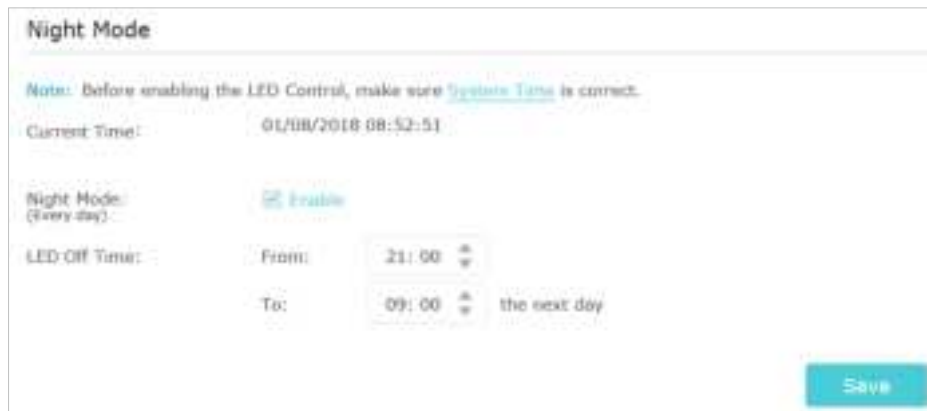 Night Mode
Note: Before enabling the LED Control, make sure System Time is correct.
Current Time: 01/08/2018 08:52:51
Night Mode: Enable
(Every day)
LED Off Time: From: 21: 00
To: 09: 00 the next day
Save